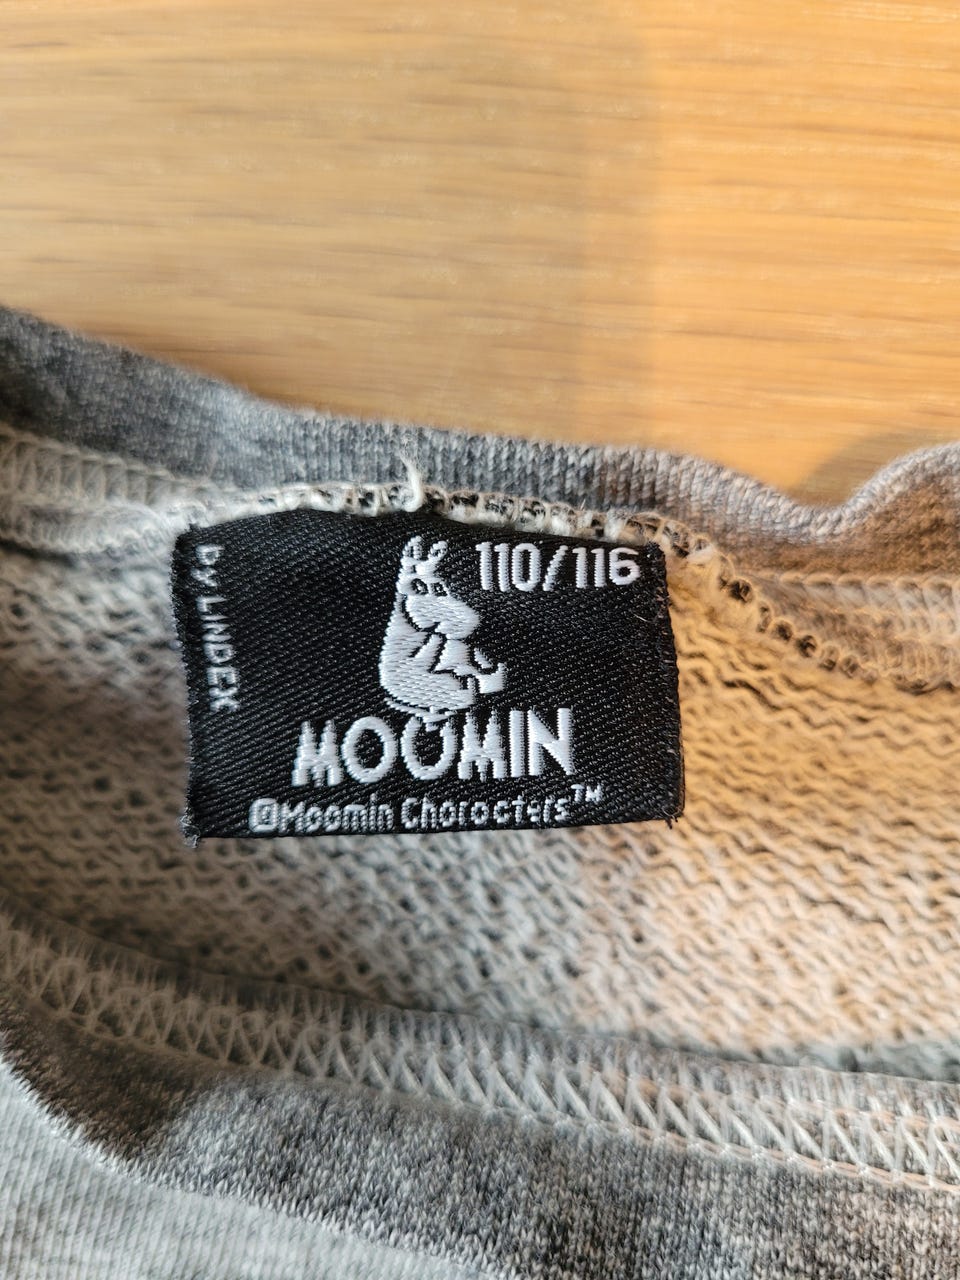 by LINDEX
110/116
MOOMIN
©Moomin Characters™